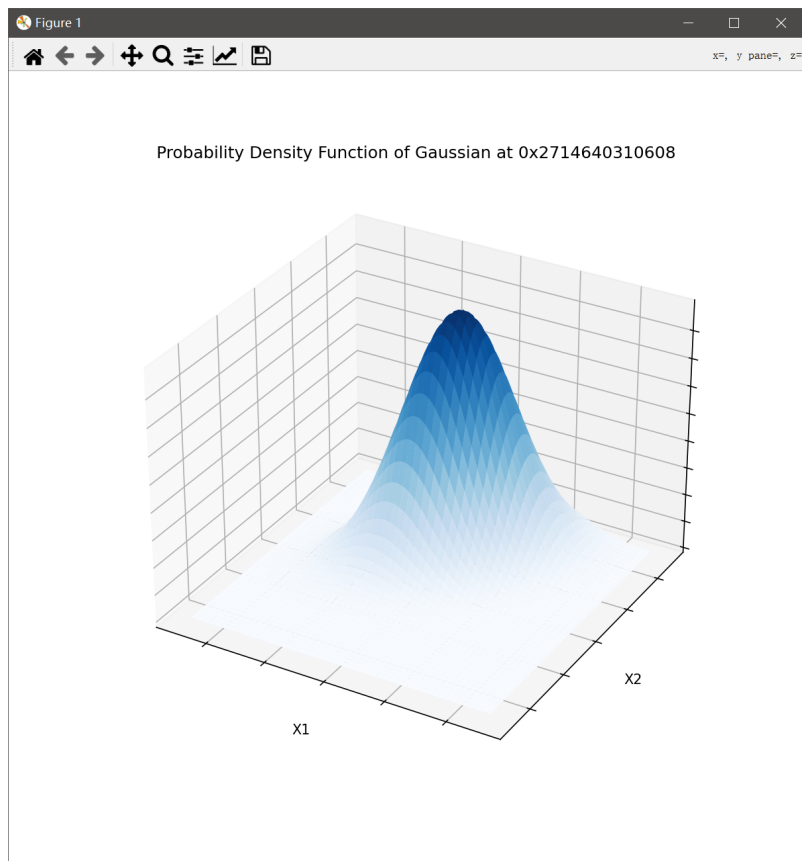 Figure 1
x=, y pane=, z=
Probability Density Function of Gaussian at 0x2714640310608
X2
X1